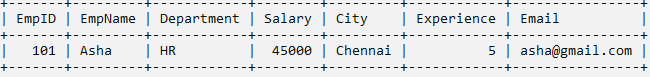 | EmpID | EmpName | Department | Salary | City | Experience | Email |
| 101 | Asha | HR | 45000 | Chennai | 5 | asha@gmail.com |